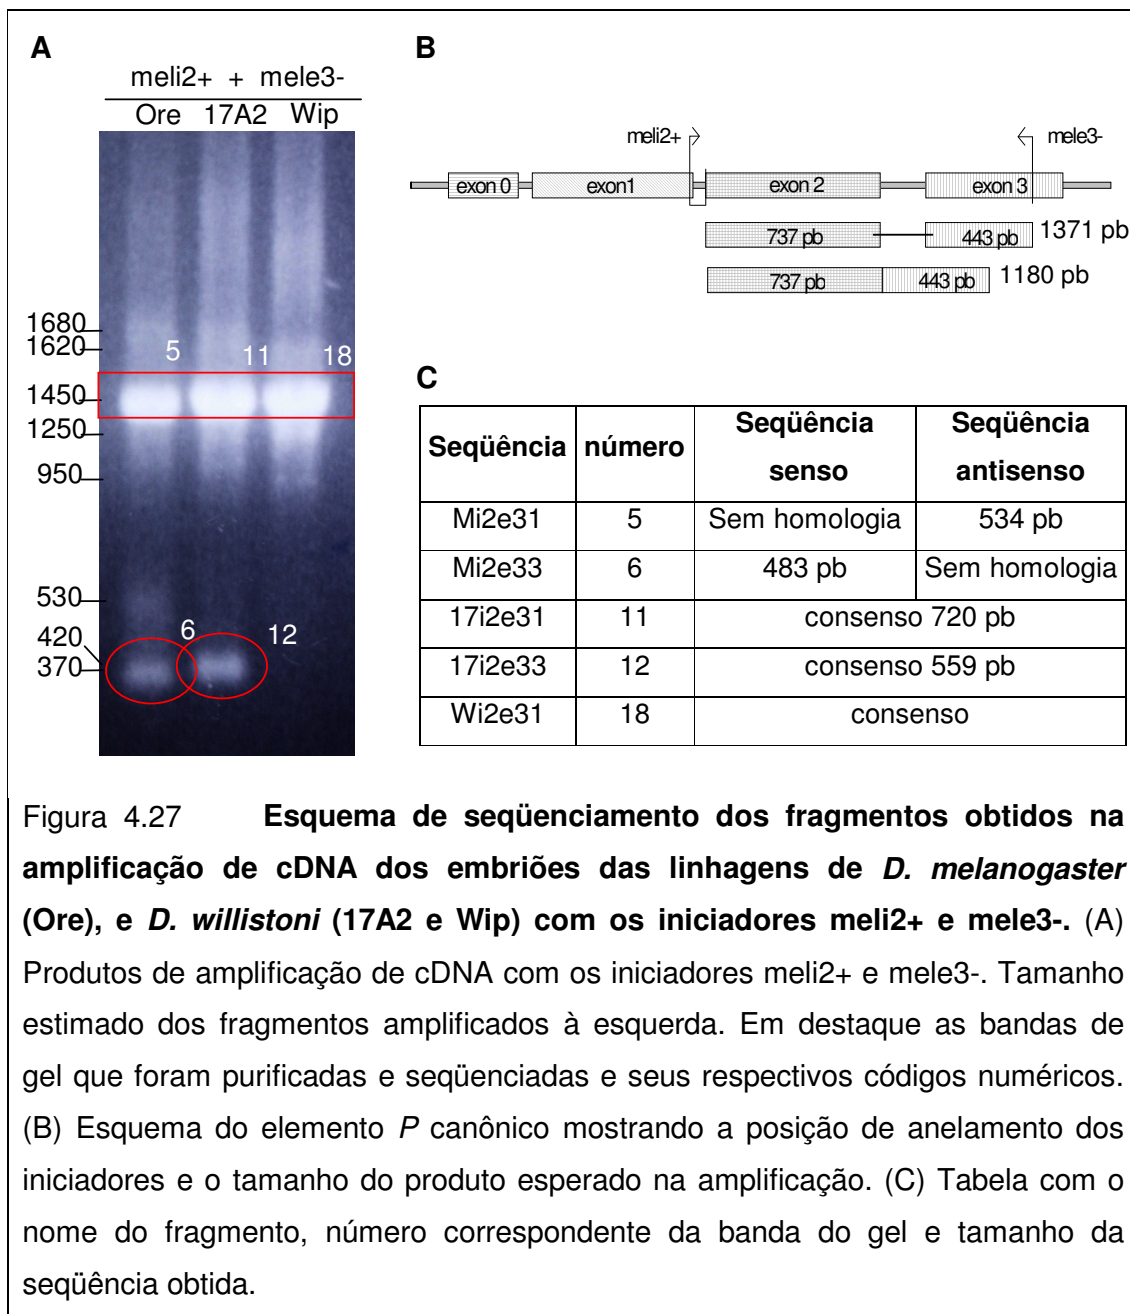 A
meli2+ + mele3-
Ore 17A2 Wip
1680
1620
1450
1250
950
530
420
370
5
11
18
6
12
B
meli2+
mele3-
exon 0
exon1
exon 2
exon 3
737 pb
443 pb
1371 pb
737 pb
443 pb
1180 pb
C
Seqüência número Seqüência senso Seqüência antisenso
Mi2e31 5 Sem homologia 534 pb
Mi2e33 6 483 pb Sem homologia
17i2e31 11 consenso 720 pb
17i2e33 12 consenso 559 pb
Wi2e31 18 consenso
Figura 4.27 Esquema de seqüenciamento dos fragmentos obtidos na
amplificação de cDNA dos embriões das linhagens de D. melanogaster
(Ore), e D. willistoni (17A2 e Wip) com os iniciadores meli2+ e mele3-. (A)
Produtos de amplificação de cDNA com os iniciadores meli2+ e mele3-. Tamanho
estimado dos fragmentos amplificados à esquerda. Em destaque as bandas de
gel que foram purificadas e seqüenciadas e seus respectivos códigos numéricos.
(B) Esquema do elemento P canônico mostrando a posição de anelamento dos
iniciadores e o tamanho do produto esperado na amplificação. (C) Tabela com o
nome do fragmento, número correspondente da banda do gel e tamanho da
seqüência obtida.